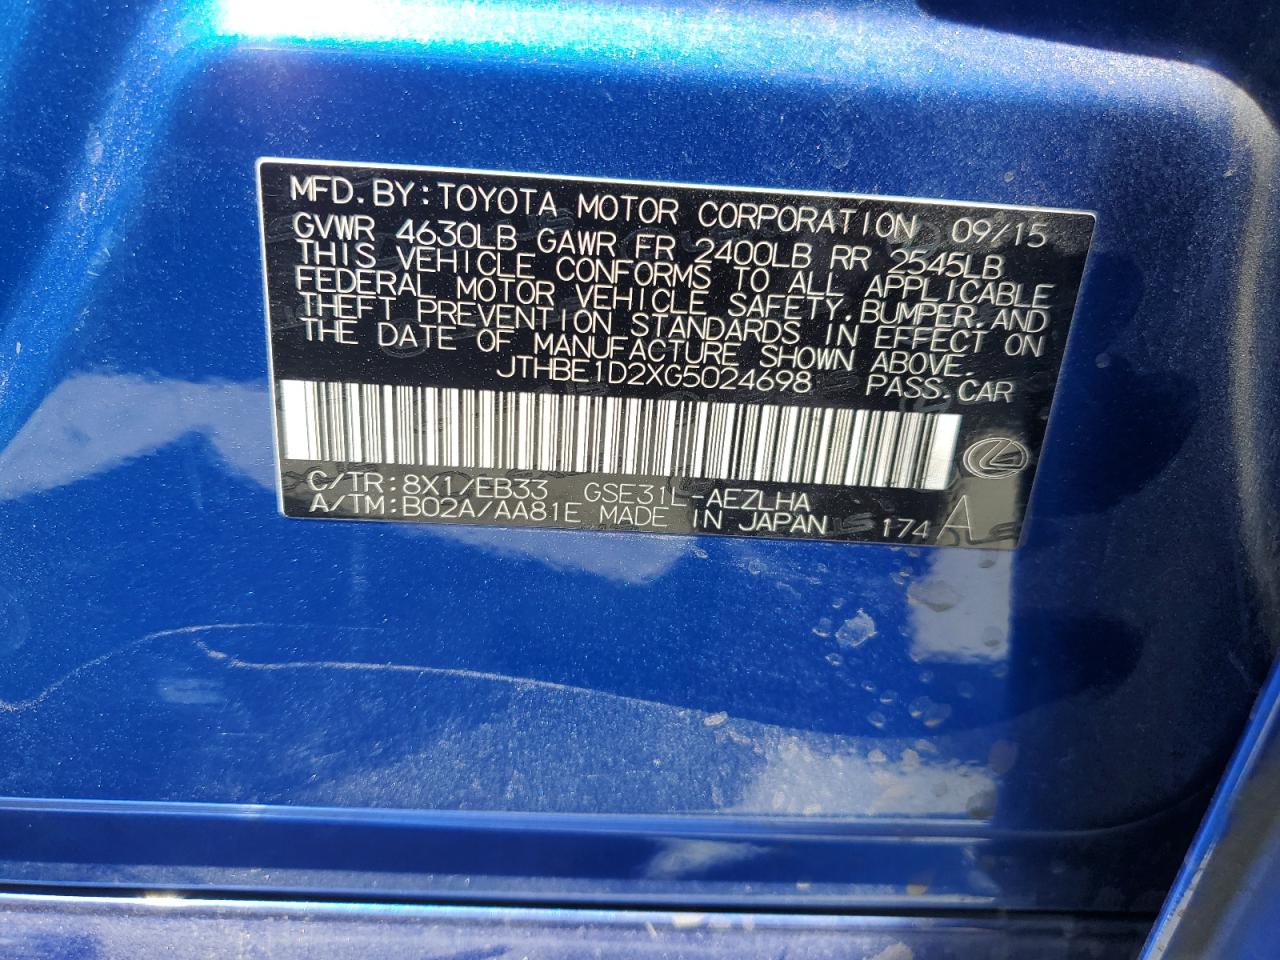 MFD. BY: TOYOTA MOTOR CORPORATION 09/15
GVWR 4630LB GAWR FR 2400LB RR 2545LB
THIS VEHICLE CONFORMS TO ALL APPLICABLE
FEDERAL MOTOR VEHICLE SAFETY, BUMPER, AND
THEFT PREVENTION STANDARDS IN EFFECT ON
THE DATE OF MANUFACTURE SHOWN ABOVE.
JTHBE1D2XG5024698 PASS. CAR
C/TR: 8X1/EB33 GSE31L-AEZLHA
A/TM: B02A/AA81E MADE IN JAPAN 174 A